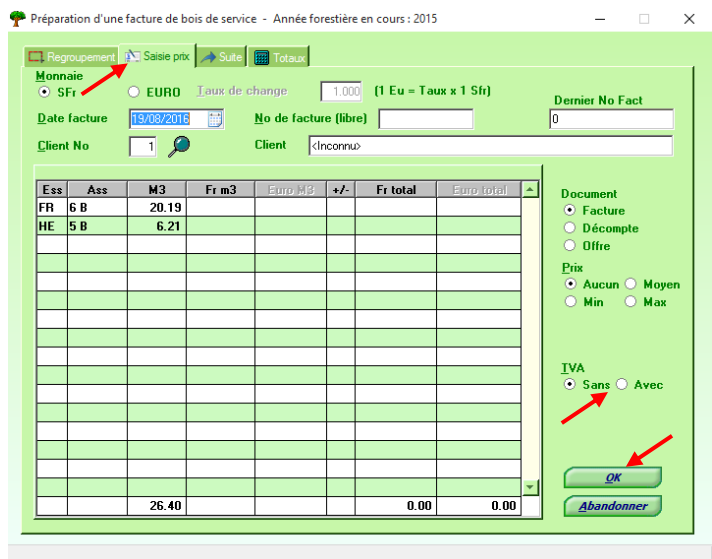 Préparation d'une facture de bois de service - Année forestière en cours : 2015
Regroupement Saisie prix Suite Totaux
Monnaie
SFr EURO Taux de change 1.000 (1 Eu = Taux x 1 Sfr)
Dernier No Fact
Date facture 19/08/2016 No de facture (libre) 0
Client No 1 Client <Inconnu>
Ess Ass M3 Fr m3 Euro M3 +/- Fr total Euro total
FR 6 B 20.19
HE 5 B 6.21
26.40 0.00 0.00
Document
Facture
Décompte
Offre
Prix
Aucun Moyen
Min Max
TVA
Sans Avec
OK
Abandonner